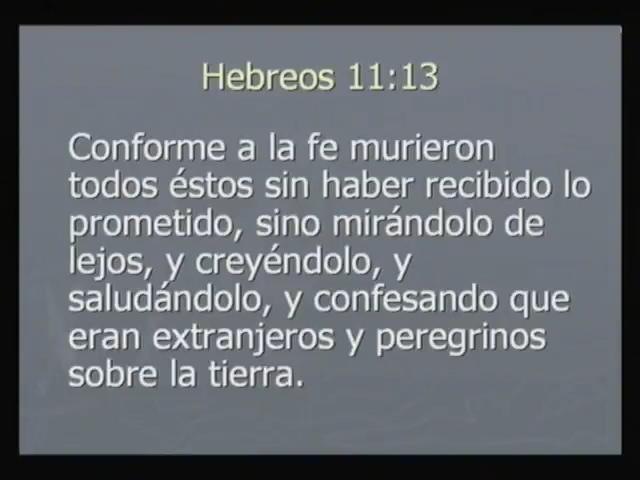 Hebreos 11:13
Conforme a la fe murieron
todos éstos sin haber recibido lo
prometido, sino mirándolo de
lejos, y creyéndolo, y
saludándolo, y confesando que
eran extranjeros y peregrinos
sobre la tierra.